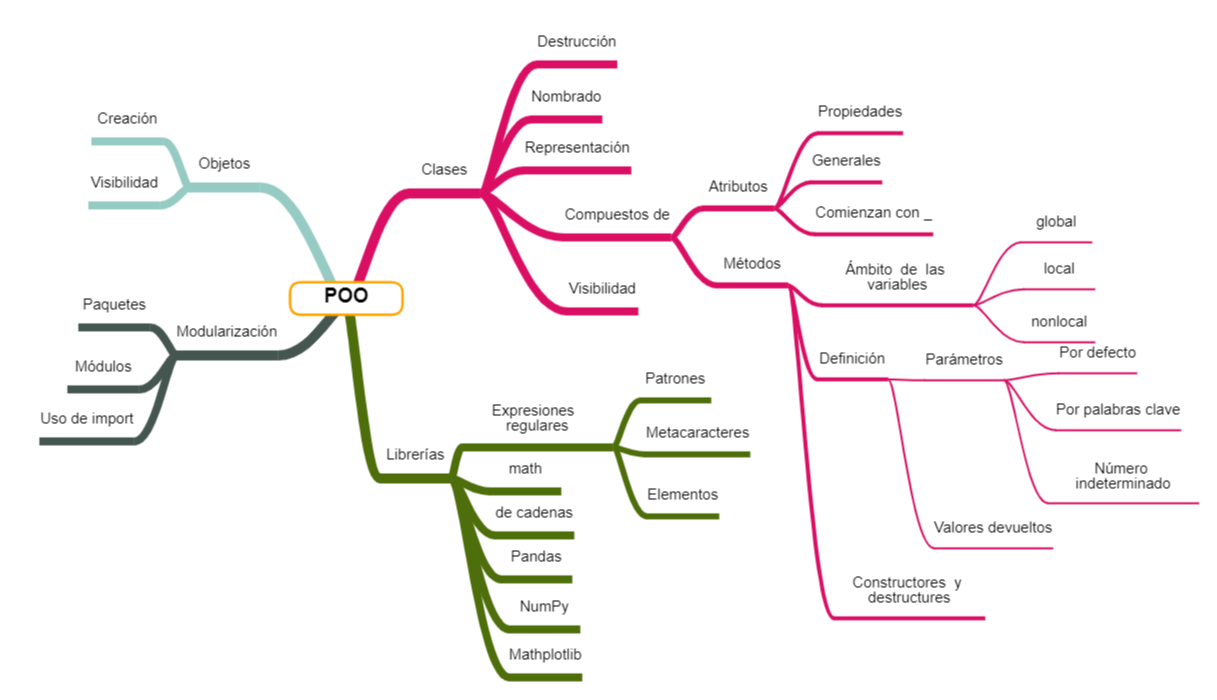 POO
Objetos
Creación
Visibilidad
Modularización
Paquetes
Módulos
Uso de import
Clases
Destrucción
Nombrado
Representación
Compuestos de
Atributos
Propiedades
Generales
Comienzan con _
Métodos
Ámbito de las
variables
global
local
nonlocal
Definición
Parámetros
Por defecto
Por palabras clave
Número
indeterminado
Valores devueltos
Constructores y
destructures
Visibilidad
Librerías
Expresiones
regulares
Patrones
Metacaracteres
Elementos
math
de cadenas
Pandas
NumPy
Mathplotlib